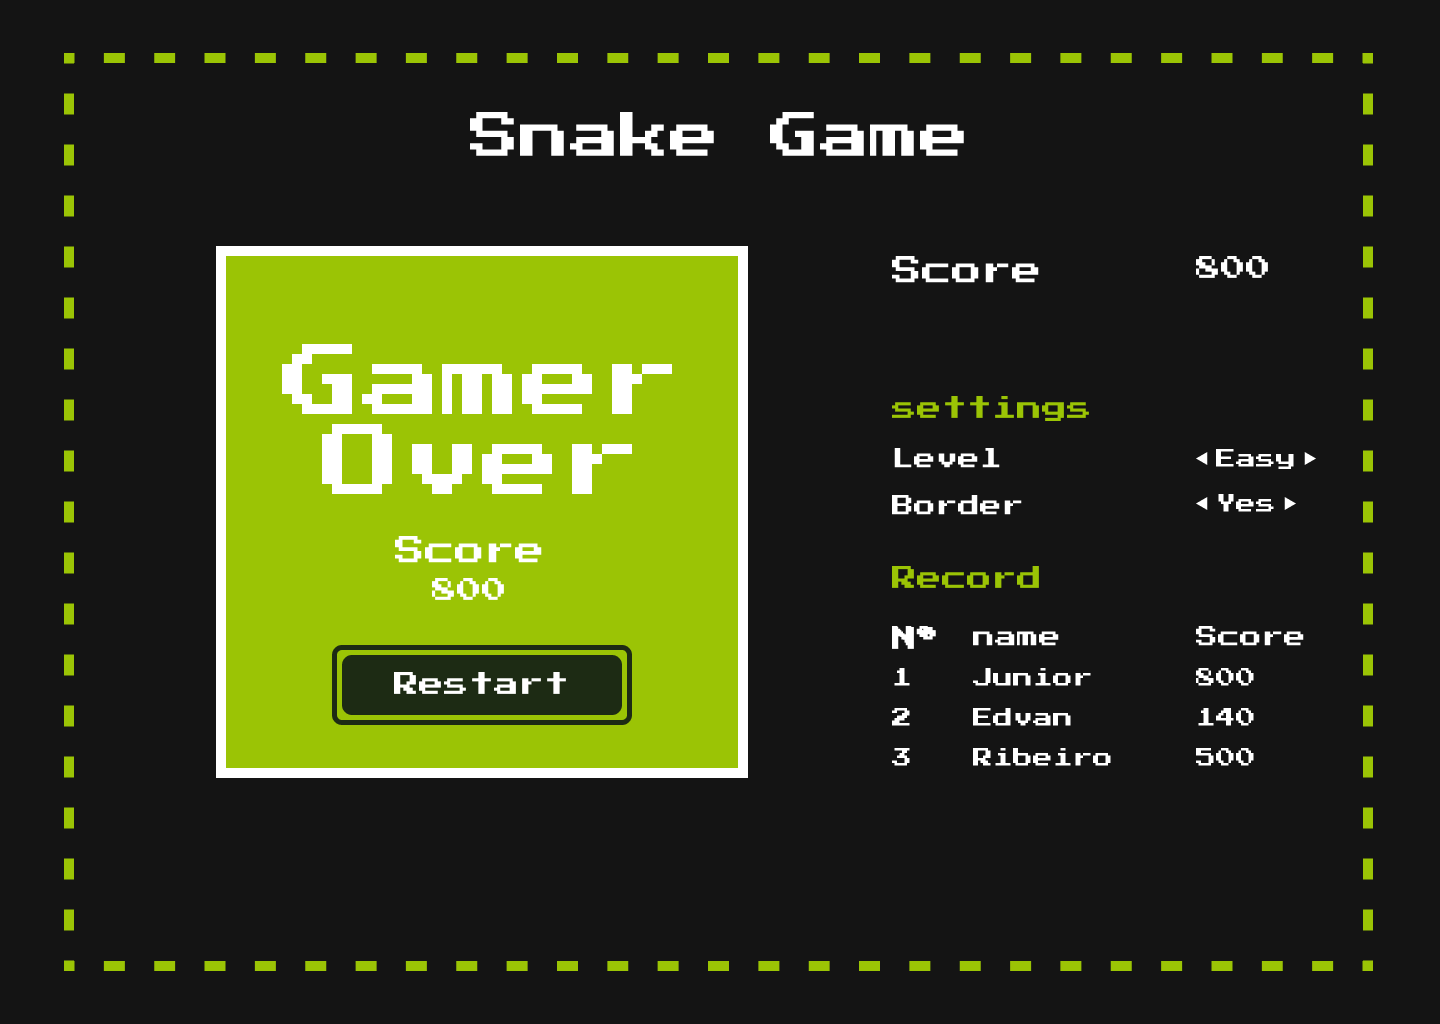 Snake Game
Gamer
Over
Score
800
Restart
Score 800
settings
Level Easy
Border Yes
Record
Nº name Score
1 Junior 800
2 Edvan 140
3 Ribeiro 500